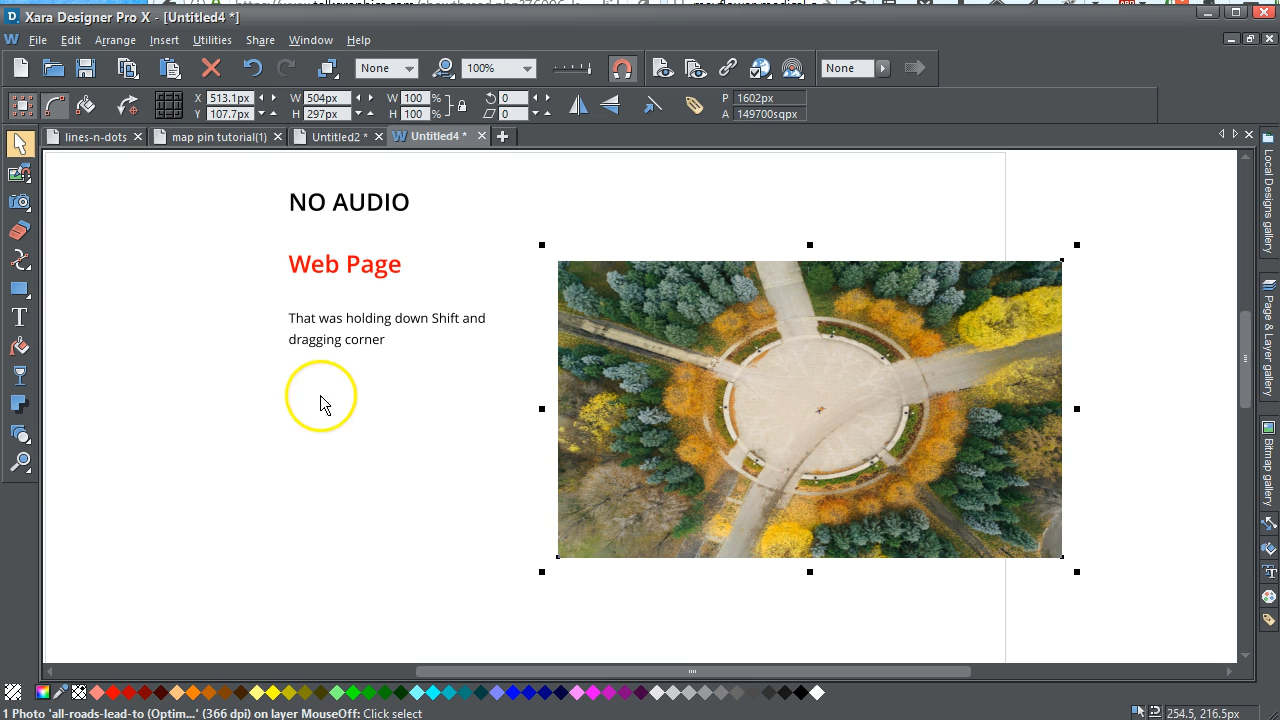 Xara Designer Pro X - [Untitled4 *]
File Edit Arrange Insert Utilities Share Window Help
None 100% None
X 513.1px W 504px W 100 % 0 P 1602px
Y 107.7px H 297px H 100 % 0 A 149700sqpx
lines-n-dots map pin tutorial(1) Untitled2 * Untitled4 *
NO AUDIO
Web Page
That was holding down Shift and
dragging corner
Local Designs gallery
Page & Layer gallery
Bitmap gallery
1 Photo 'all-roads-lead-to (Optim...' (366 dpi) on layer MouseOff: Click select 254.5, 216.5px